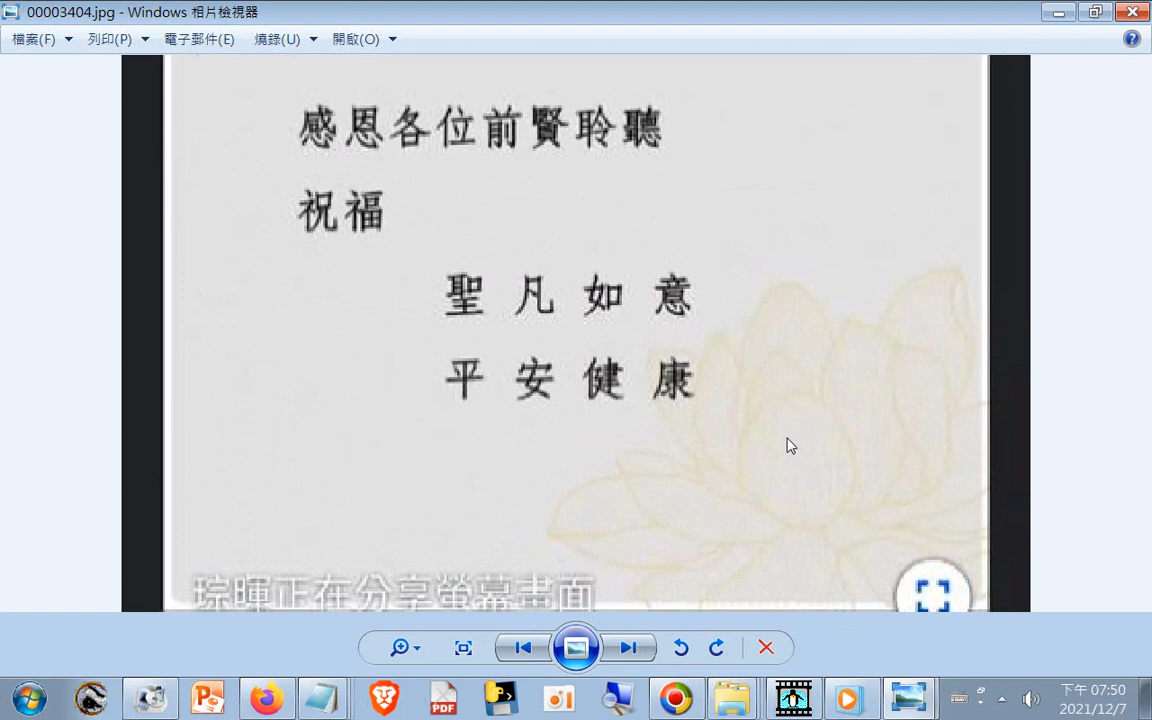 00003404.jpg - Windows 相片檢視器
檔案(F) 列印(P) 電子郵件(E) 燒錄(U) 開啟(O)
感恩各位前賢聆聽
祝福
聖 凡 如 意
平 安 健 康
琮暉正在分享螢幕畫面
PDF
下午 07:50
2021/12/7